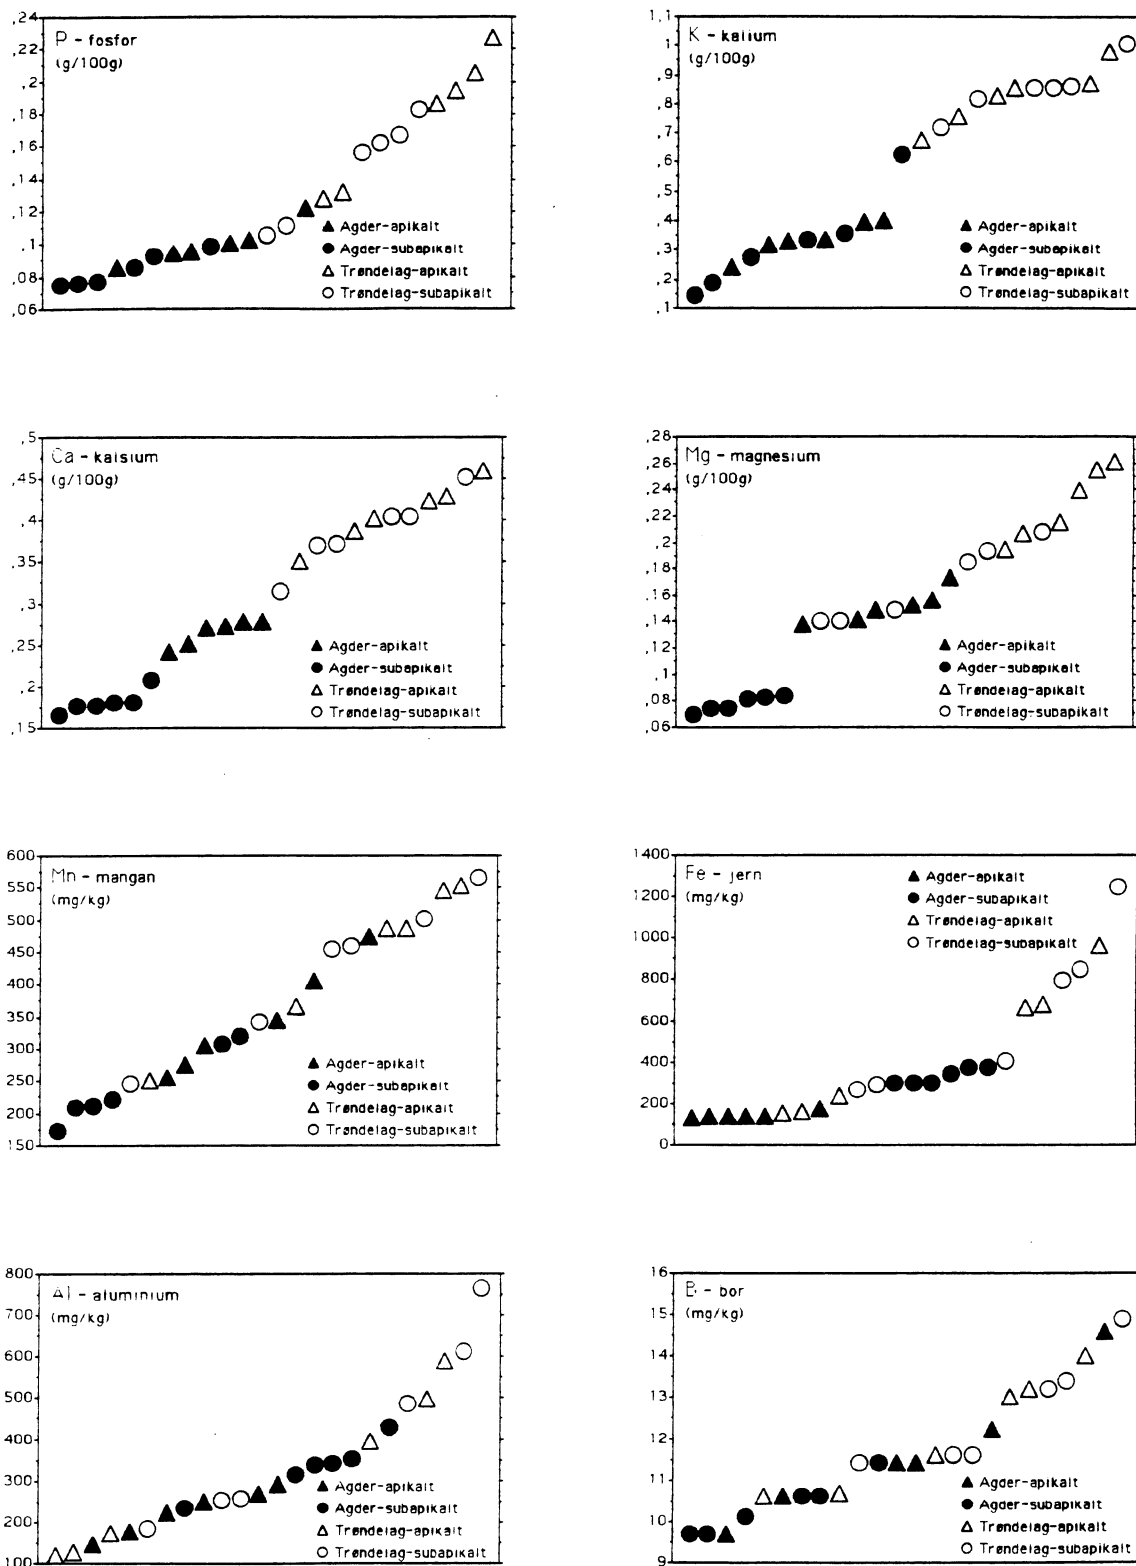 P - fosfor
(g/100g)
,24
,22
,2
,18
,16
,14
,12
,1
,08
,06
Agder-apikalt
Agder-subapikalt
Trøndelag-apikalt
Trøndelag-subapikalt
K - kalium
(g/100g)
1,1
1
,9
,8
,7
,6
,5
,4
,3
,2
,1
Agder-apikalt
Agder-subapikalt
Trøndelag-apikalt
Trøndelag-subapikalt
Ca - kalsium
(g/100g)
,5
,45
,4
,35
,3
,25
,2
,15
Agder-apikalt
Agder-subapikalt
Trøndelag-apikalt
Trøndelag-subapikalt
Mg - magnesium
(g/100g)
,28
,26
,24
,22
,2
,18
,16
,14
,12
,1
,08
,06
Agder-apikalt
Agder-subapikalt
Trøndelag-apikalt
Trøndelag-subapikalt
Mn - mangan
(mg/kg)
600
550
500
450
400
350
300
250
200
150
Agder-apikalt
Agder-subapikalt
Trøndelag-apikalt
Trøndelag-subapikalt
Fe - jern
(mg/kg)
1400
1200
1000
800
600
400
200
0
Agder-apikalt
Agder-subapikalt
Trøndelag-apikalt
Trøndelag-subapikalt
Al - aluminium
(mg/kg)
800
700
600
500
400
300
200
100
Agder-apikalt
Agder-subapikalt
Trøndelag-apikalt
Trøndelag-subapikalt
B - bor
(mg/kg)
16
15
14
13
12
11
10
9
Agder-apikalt
Agder-subapikalt
Trøndelag-apikalt
Trøndelag-subapikalt